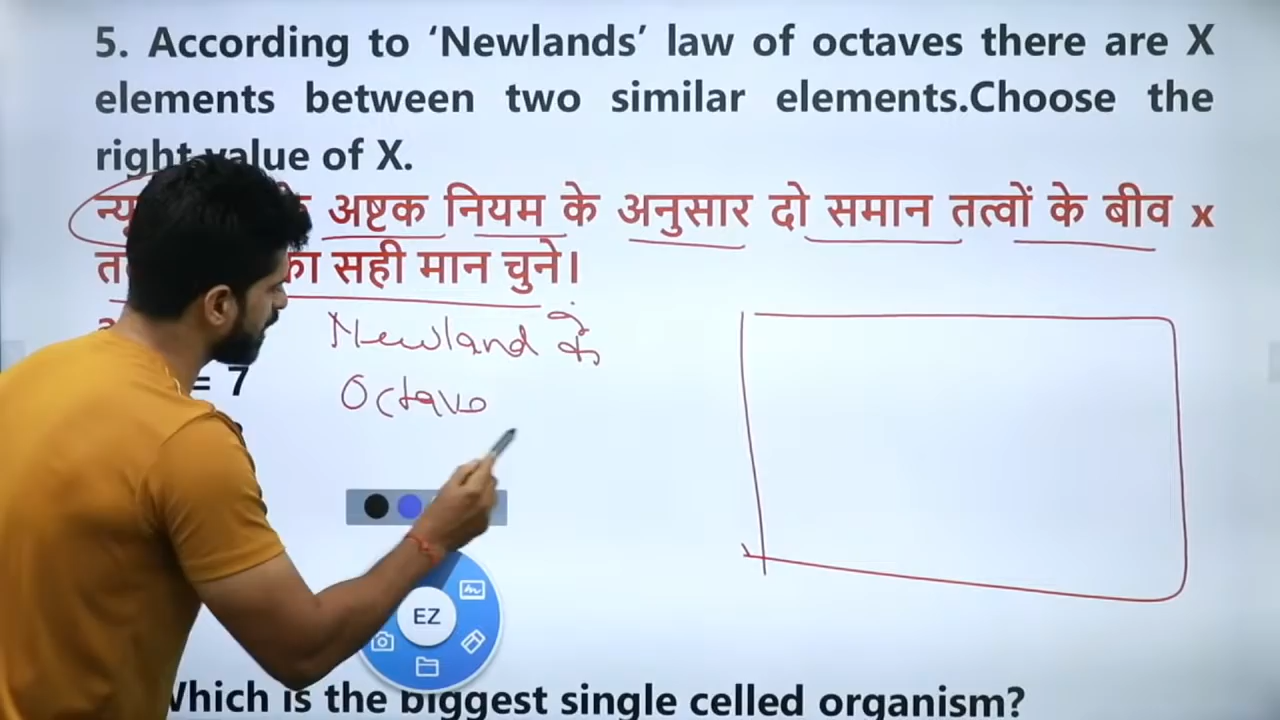 5. According to ‘Newlands’ law of octaves there are X
elements between two similar elements.Choose the
right value of X.
अष्टक नियम के अनुसार दो समान तत्वों के बीव x
का सही मान चुने।
Newland के
= 7
Octave
EZ
Which is the biggest single celled organism?